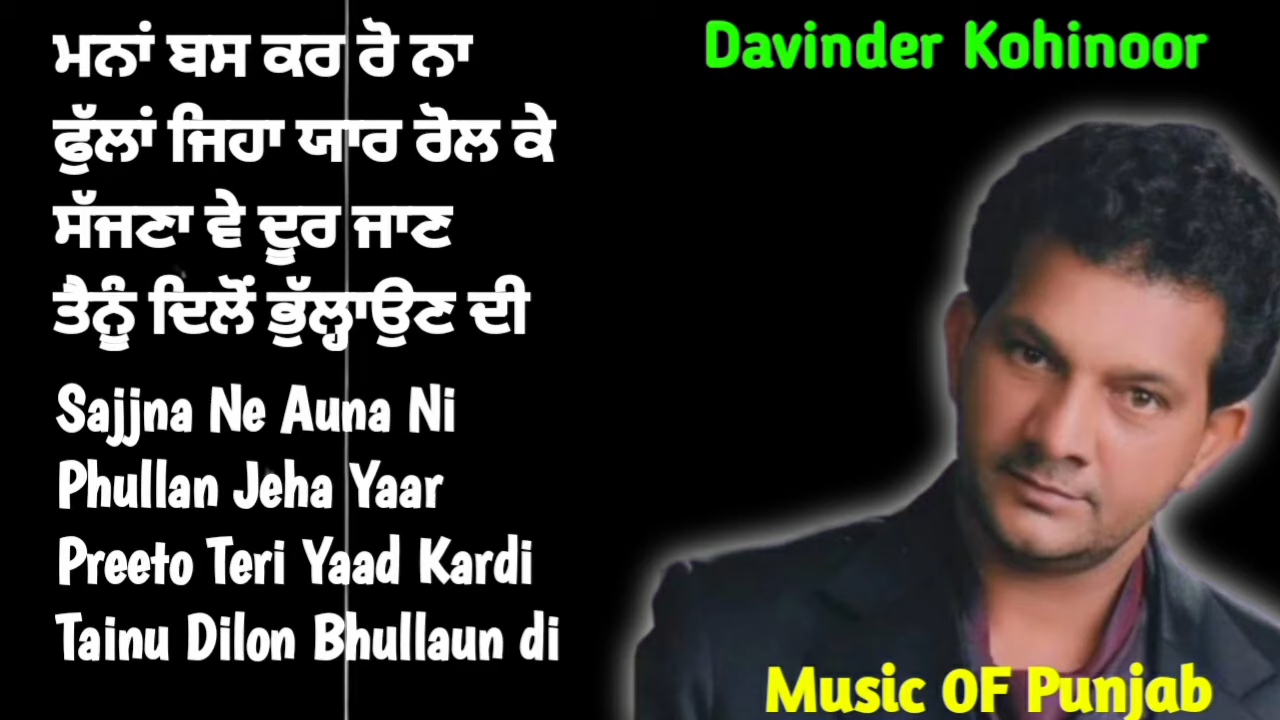 ਮਨਾਂ ਬਸ ਕਰ ਰੋ ਨਾ
ਫੁੱਲਾਂ ਜਿਹਾ ਯਾਰ ਰੋਲ ਕੇ
ਸੱਜਣਾ ਵੇ ਦੂਰ ਜਾਣ
ਤੈਨੂੰ ਦਿਲੋਂ ਭੁੱਲ੍ਹਾਉਣ ਦੀ
Sajjna Ne Auna Ni
Phullan Jeha Yaar
Preeto Teri Yaad Kardi
Tainu Dilon Bhullaun di
Davinder Kohinoor
Music OF Punjab